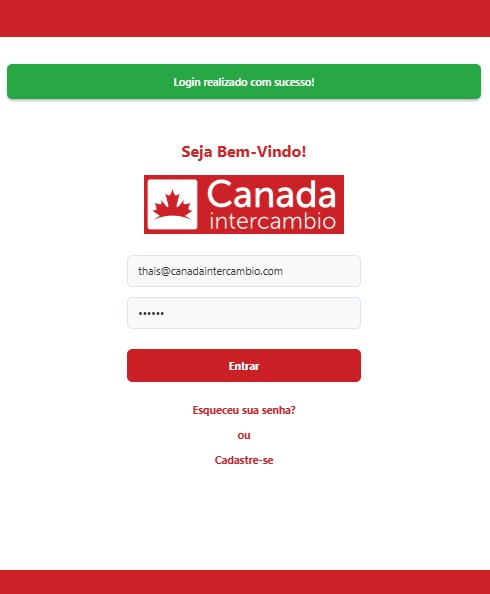 Login realizado com sucesso!
Seja Bem-Vindo!
Canada
intercambio
thais@canadaintercambio.com
••••••
Entrar
Esqueceu sua senha?
ou
Cadastre-se